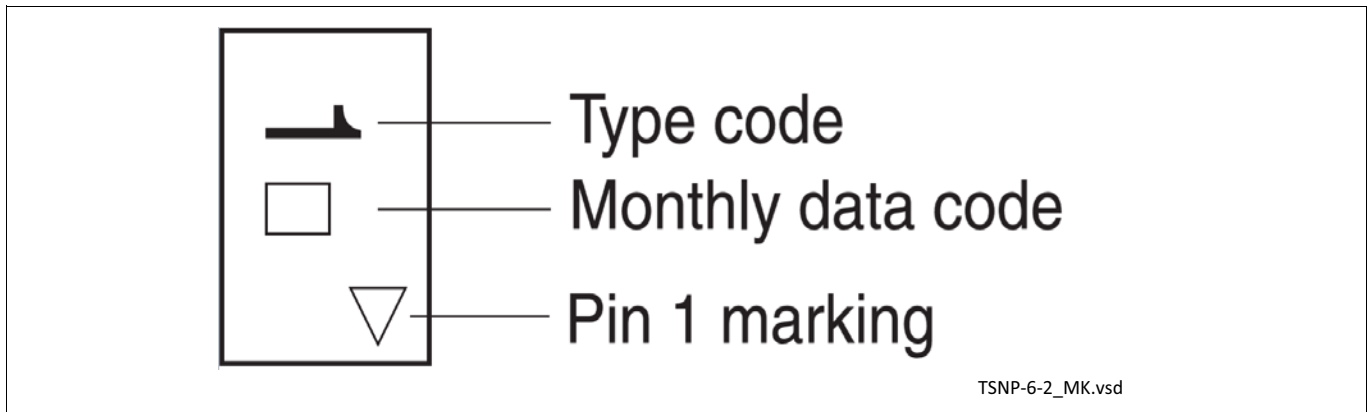 Type code
Monthly data code
Pin 1 marking
TSNP-6-2_MK.vsd